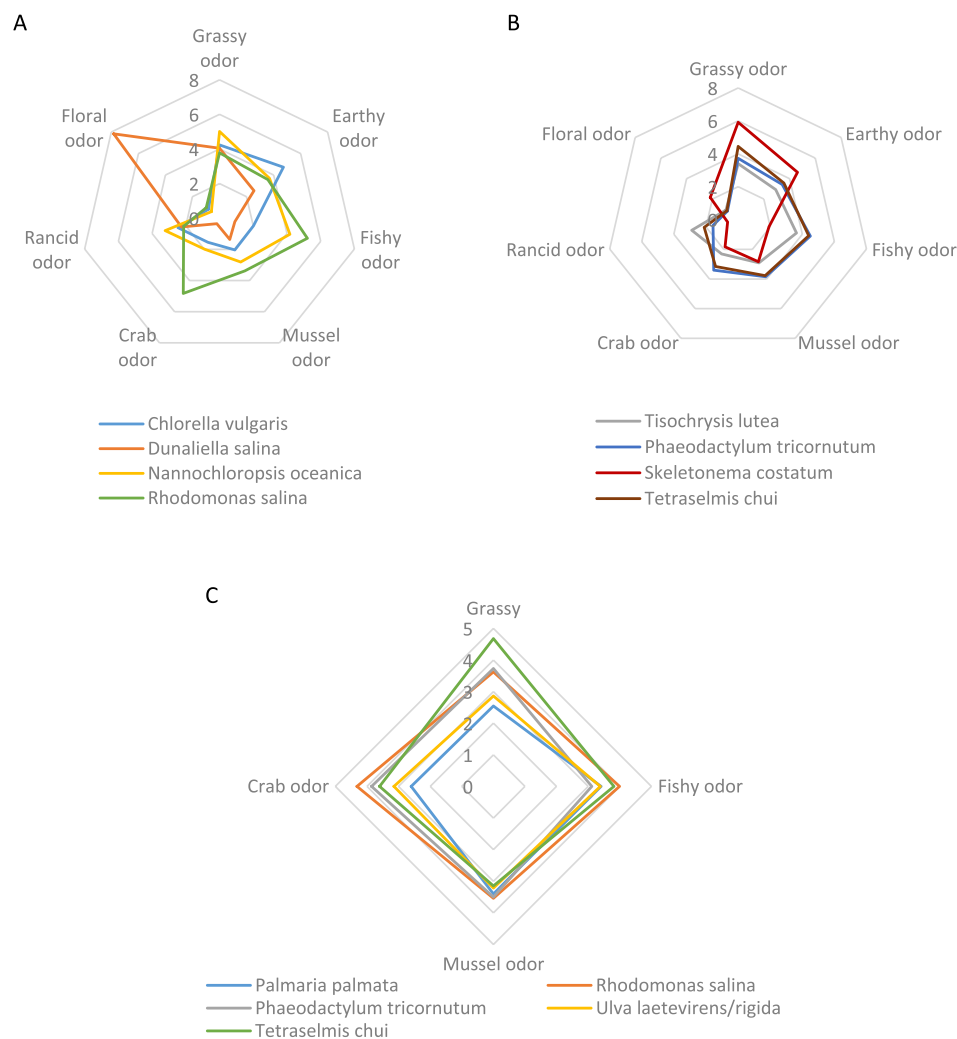 A
Grassy
odor
8
6
4
2
0
Earthy
odor
Fishy
odor
Mussel
odor
Crab
odor
Rancid
odor
Floral
odor
Chlorella vulgaris
Dunaliella salina
Nannochloropsis oceanica
Rhodomonas salina
B
Grassy odor
8
6
4
2
0
Earthy odor
Fishy odor
Mussel odor
Crab odor
Rancid odor
Floral odor
Tisochrysis lutea
Phaeodactylum tricornutum
Skeletonema costatum
Tetraselmis chui
C
Grassy
5
4
3
2
1
0
Fishy odor
Mussel odor
Crab odor
Palmaria palmata
Rhodomonas salina
Phaeodactylum tricornutum
Ulva laetevirens/rigida
Tetraselmis chui